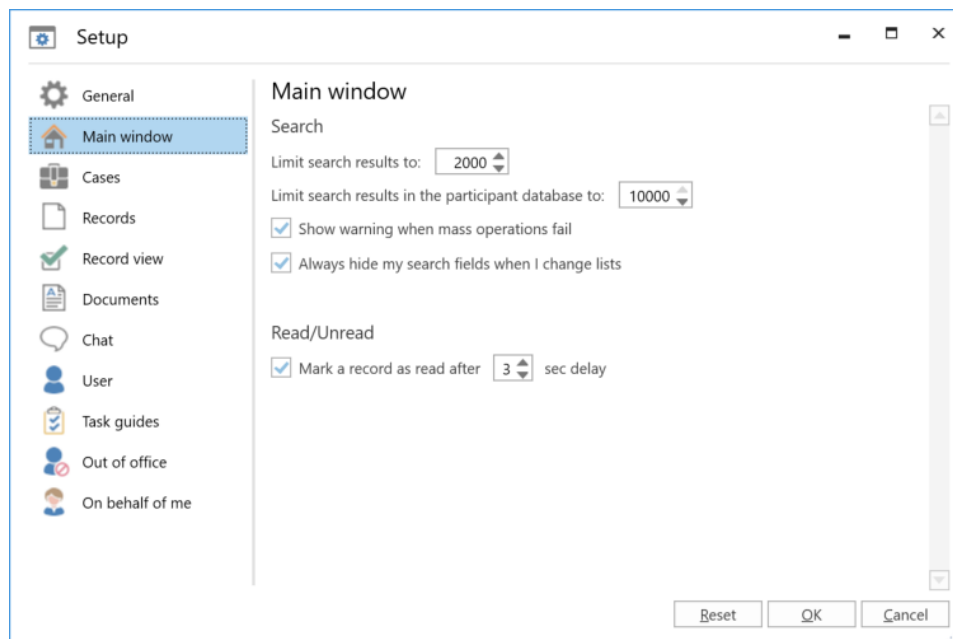 Setup
General
Main window
Cases
Records
Record view
Documents
Chat
User
Task guides
Out of office
On behalf of me
Main window
Search
Limit search results to: 2000
Limit search results in the participant database to: 10000
Show warning when mass operations fail
Always hide my search fields when I change lists
Read/Unread
Mark a record as read after 3 sec delay
Reset OK Cancel